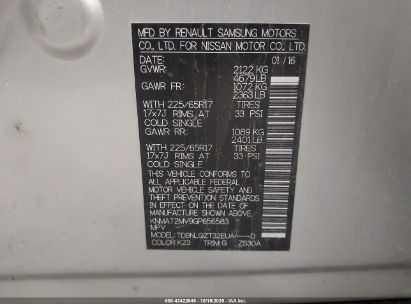 MFD BY RENAULT SAMSUNG MOTORS
CO., LTD. FOR NISSAN MOTOR CO., LTD.
DATE: 01/16
GVWR: 2122 KG
4679 LB
GAWR FR: 1072 KG
2363 LB
WITH 225/65R17 TIRES
17x7J RIMS AT 33 PSI
COLD SINGLE
GAWR RR: 1089 KG
2401 LB
WITH 225/65R17 TIRES
17x7J RIMS AT 33 PSI
COLD SINGLE
THIS VEHICLE CONFORMS TO
ALL APPLICABLE FEDERAL
MOTOR VEHICLE SAFETY AND
THEFT PREVENTION STANDARDS
IN EFFECT ON THE DATE OF
MANUFACTURE SHOWN ABOVE.
KNMAT2MV9GP656583
MPV
MODEL: TDBNLQZT32EUA-----D
COLOR: K23 TRIM: G ZS30A